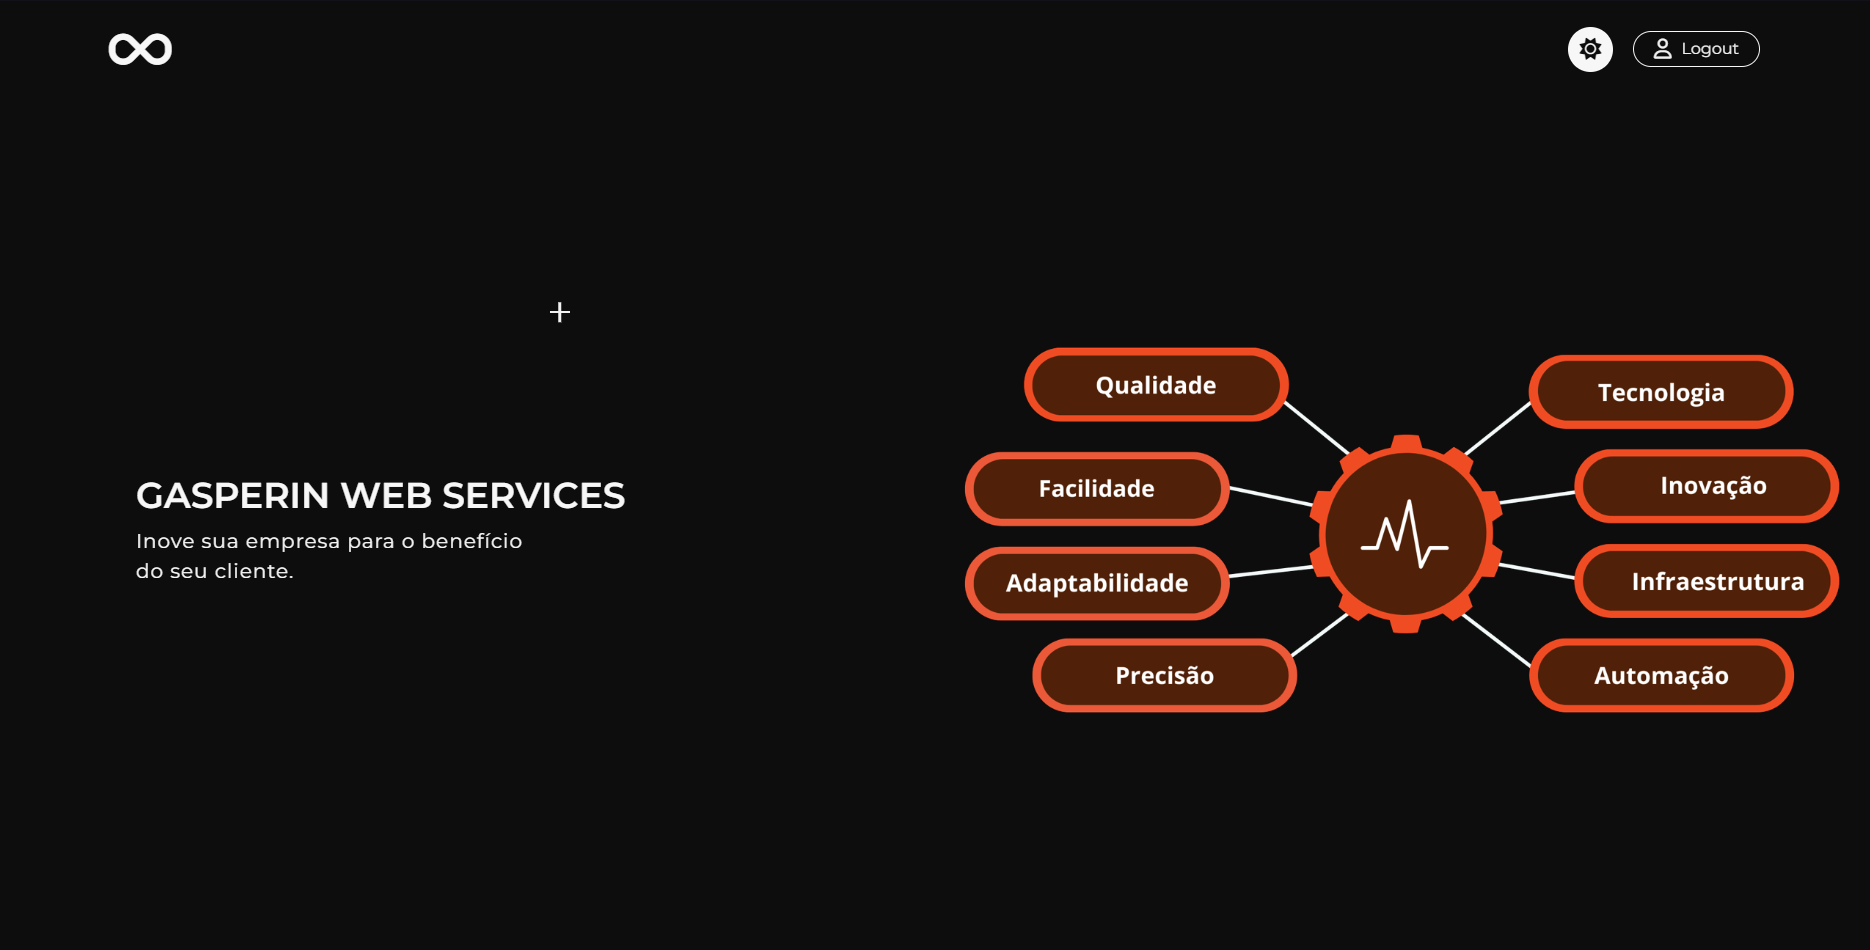 Logout
GASPERIN WEB SERVICES
Inove sua empresa para o benefício
do seu cliente.
Qualidade
Facilidade
Adaptabilidade
Precisão
Tecnologia
Inovação
Infraestrutura
Automação